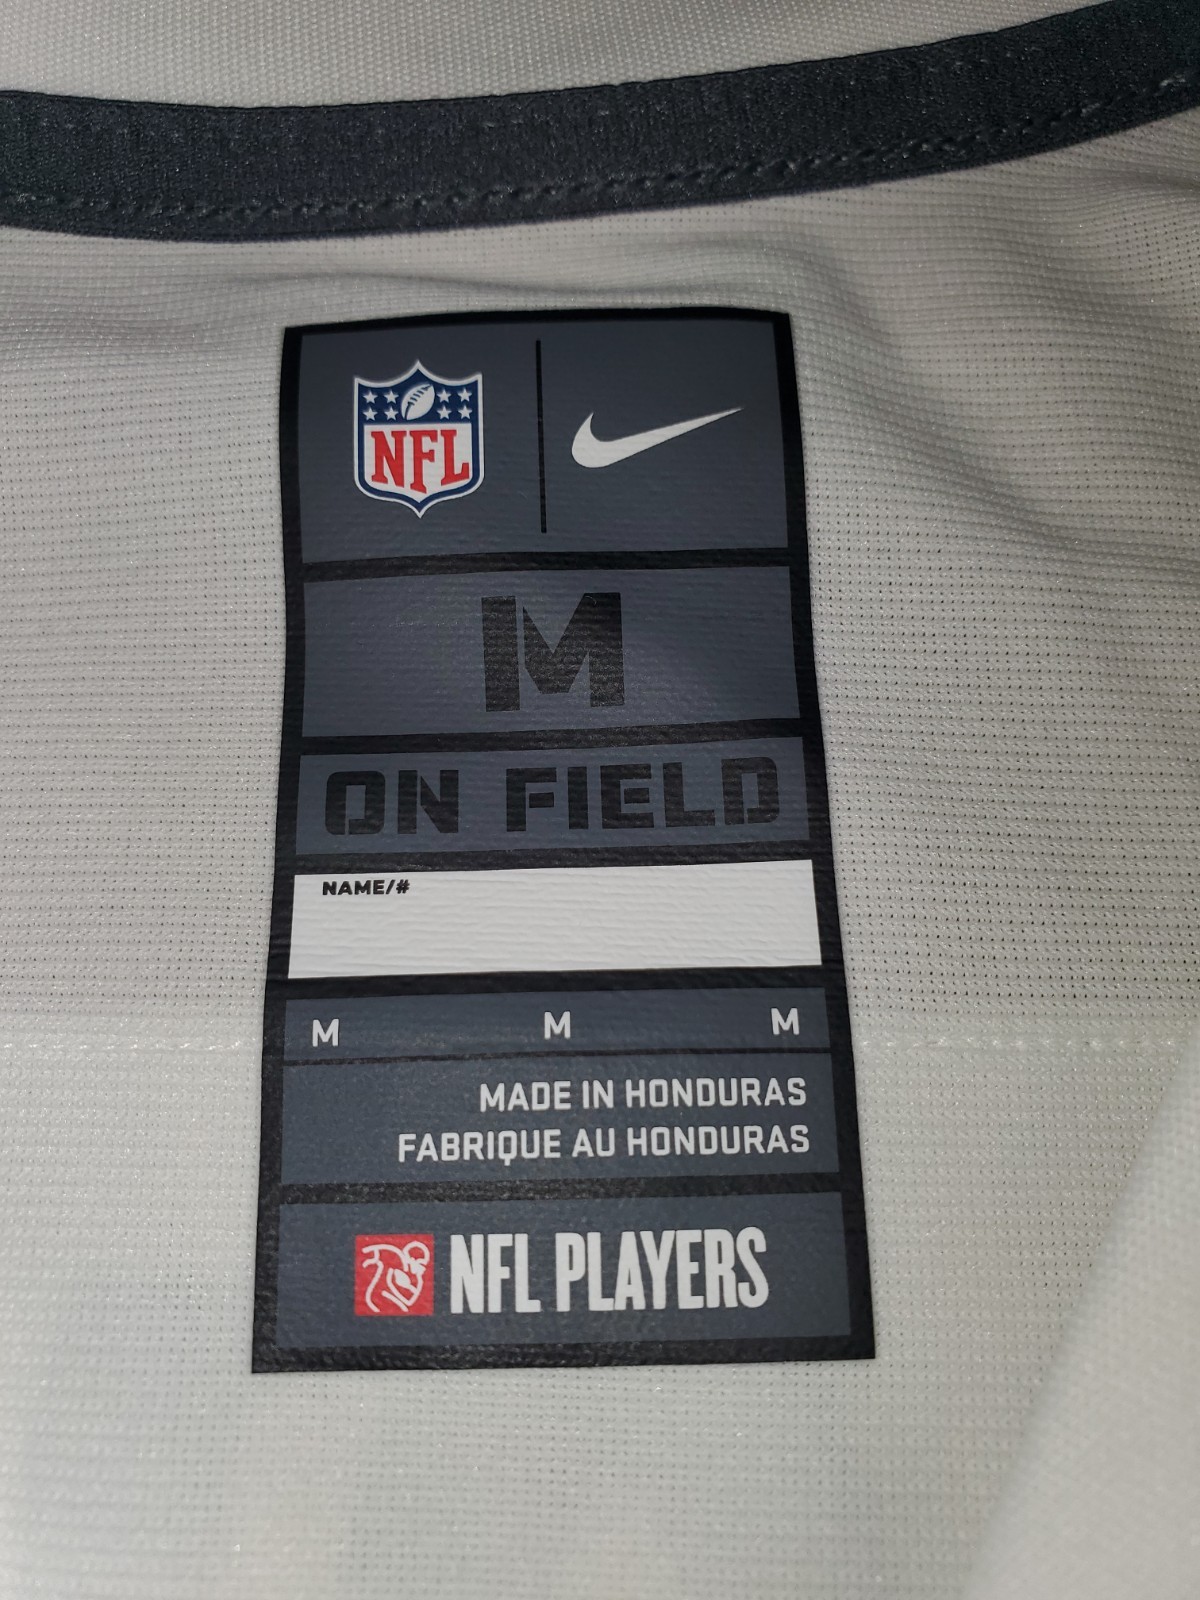 NFL
M
ON FIELD
NAME/#
M M M
MADE IN HONDURAS
FABRIQUE AU HONDURAS
NFL PLAYERS